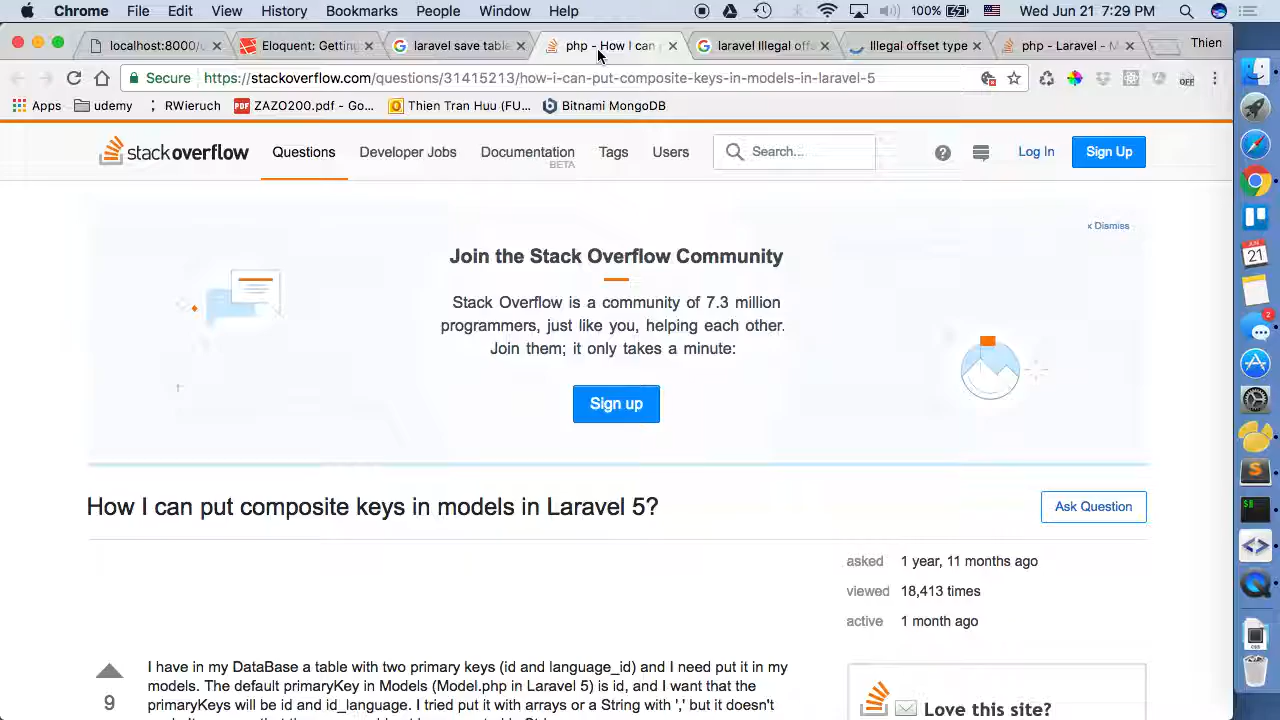 Chrome File Edit View History Bookmarks People Window Help 100% Wed Jun 21 7:29 PM
localhost:8000/ Eloquent: Getting laravel save table php - How I can laravel Illegal offs Illegal offset type php - Laravel - M Thien
Secure https://stackoverflow.com/questions/31415213/how-i-can-put-composite-keys-in-models-in-laravel-5 OFF
Apps udemy RWieruch ZAZO200.pdf - Go... Thien Tran Huu (FU... Bitnami MongoDB
stackoverflow Questions Developer Jobs Documentation Tags Users Search... Log In Sign Up
BETA
x Dismiss
Join the Stack Overflow Community
Stack Overflow is a community of 7.3 million
programmers, just like you, helping each other.
Join them; it only takes a minute:
Sign up
How I can put composite keys in models in Laravel 5?
Ask Question
asked 1 year, 11 months ago
viewed 18,413 times
active 1 month ago
9
I have in my DataBase a table with two primary keys (id and language_id) and I need put it in my
models. The default primaryKey in Models (Model.php in Laravel 5) is id, and I want that the
primaryKeys will be id and id_language. I tried put it with arrays or a String with ',' but it doesn't
Love this site?
JUN
21
2